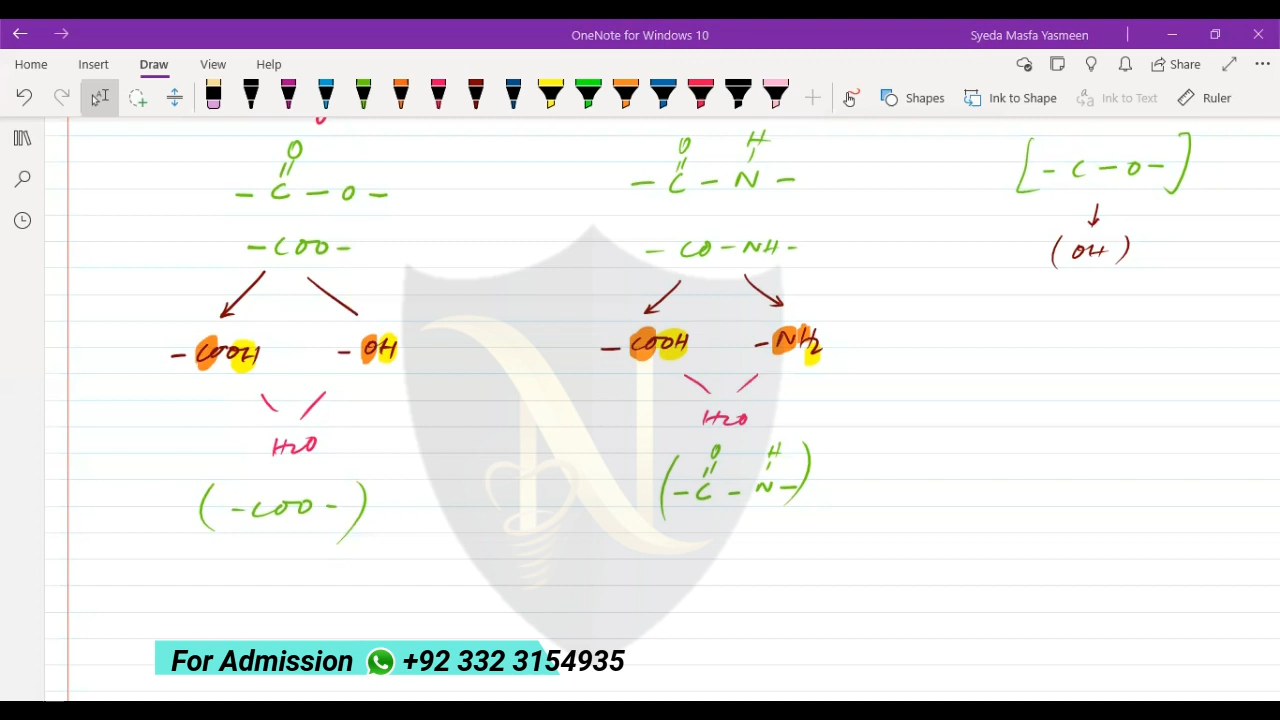 OneNote for Windows 10
Syeda Masfa Yasmeen
Home Insert Draw View Help
Share
Shapes Ink to Shape Ink to Text Ruler
O
||
- C - O -
- COO -
- COOH - OH
H2O
( - COO - )
O H
|| |
- C - N -
- CO - NH -
- COOH - NH2
H2O
O H
|| |
( - C - N - )
[ - C - O - ]
↓
( OH )
For Admission +92 332 3154935